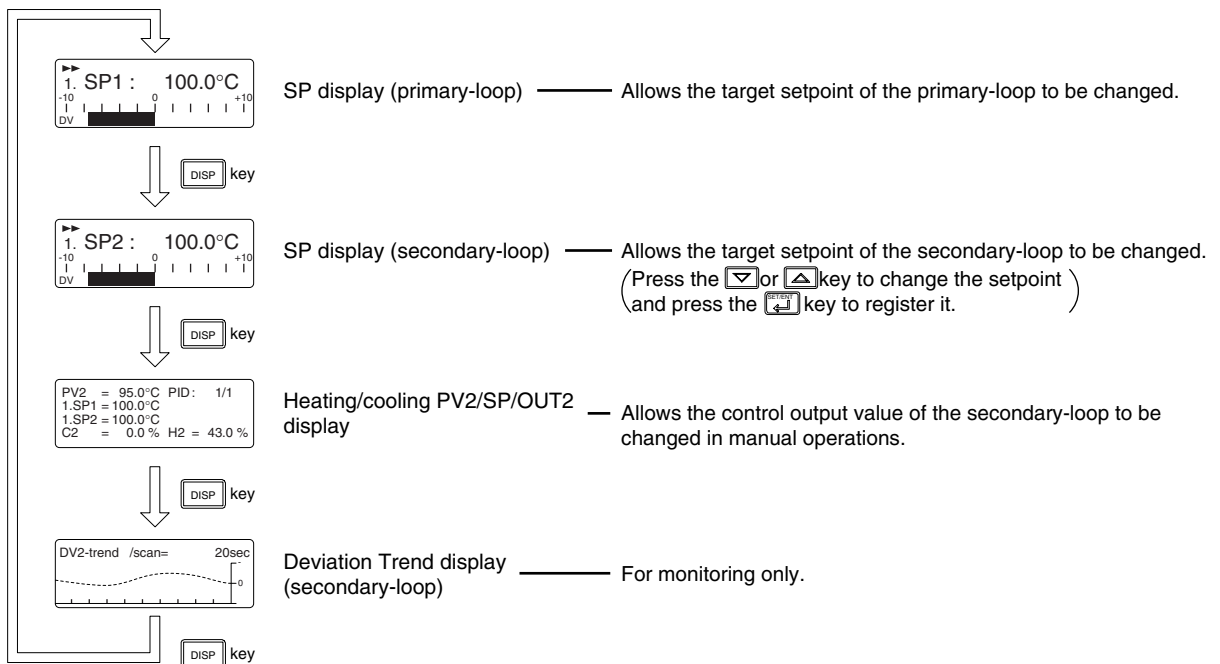 ▶▶
1. SP1 : 100.0°C
-10 0 +10
DV
SP display (primary-loop) Allows the target setpoint of the primary-loop to be changed.
DISP key
▶▶
1. SP2 : 100.0°C
-10 0 +10
DV
SP display (secondary-loop) Allows the target setpoint of the secondary-loop to be changed.
(Press the ▽ or △ key to change the setpoint
and press the SET/ENT key to register it.)
DISP key
PV2 = 95.0°C PID: 1/1
1.SP1 = 100.0°C
1.SP2 = 100.0°C
C2 = 0.0 % H2 = 43.0 %
Heating/cooling PV2/SP/OUT2
display
Allows the control output value of the secondary-loop to be
changed in manual operations.
DISP key
DV2-trend /scan= 20sec
-
0
Deviation Trend display
(secondary-loop)
For monitoring only.
DISP key